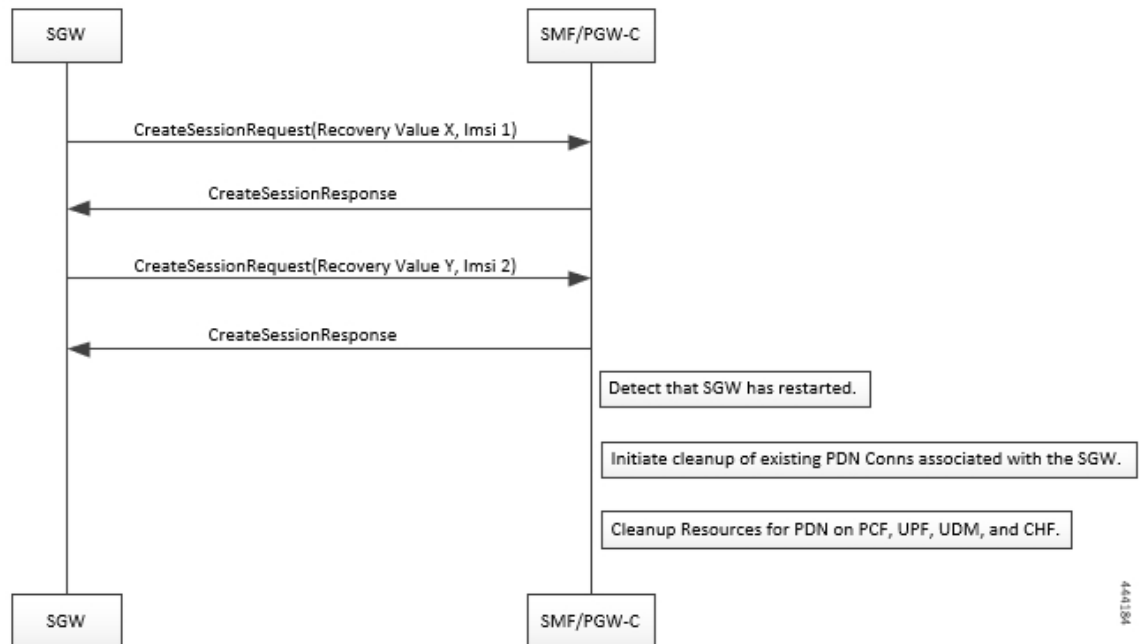 SGW
SMF/PGW-C
CreateSessionRequest(Recovery Value X, Imsi 1)
CreateSessionResponse
CreateSessionRequest(Recovery Value Y, Imsi 2)
CreateSessionResponse
Detect that SGW has restarted.
Initiate cleanup of existing PDN Conns associated with the SGW.
Cleanup Resources for PDN on PCF, UPF, UDM, and CHF.
SGW
SMF/PGW-C
444184